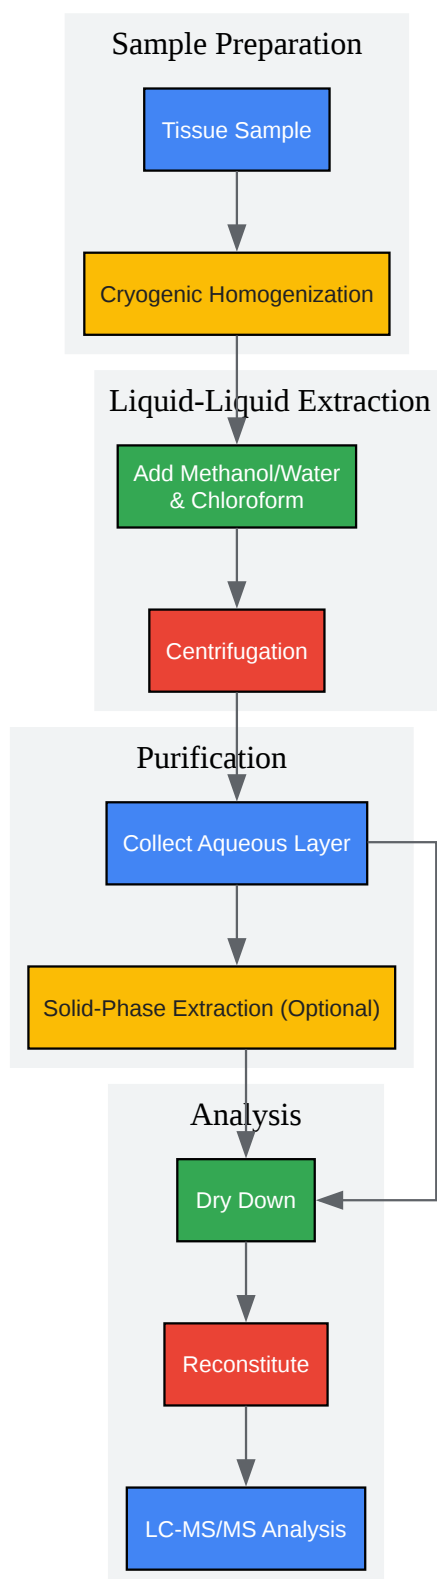 Sample Preparation
Tissue Sample
Cryogenic Homogenization
Liquid-Liquid Extraction
Add Methanol/Water
& Chloroform
Centrifugation
Purification
Collect Aqueous Layer
Solid-Phase Extraction (Optional)
Analysis
Dry Down
Reconstitute
LC-MS/MS Analysis